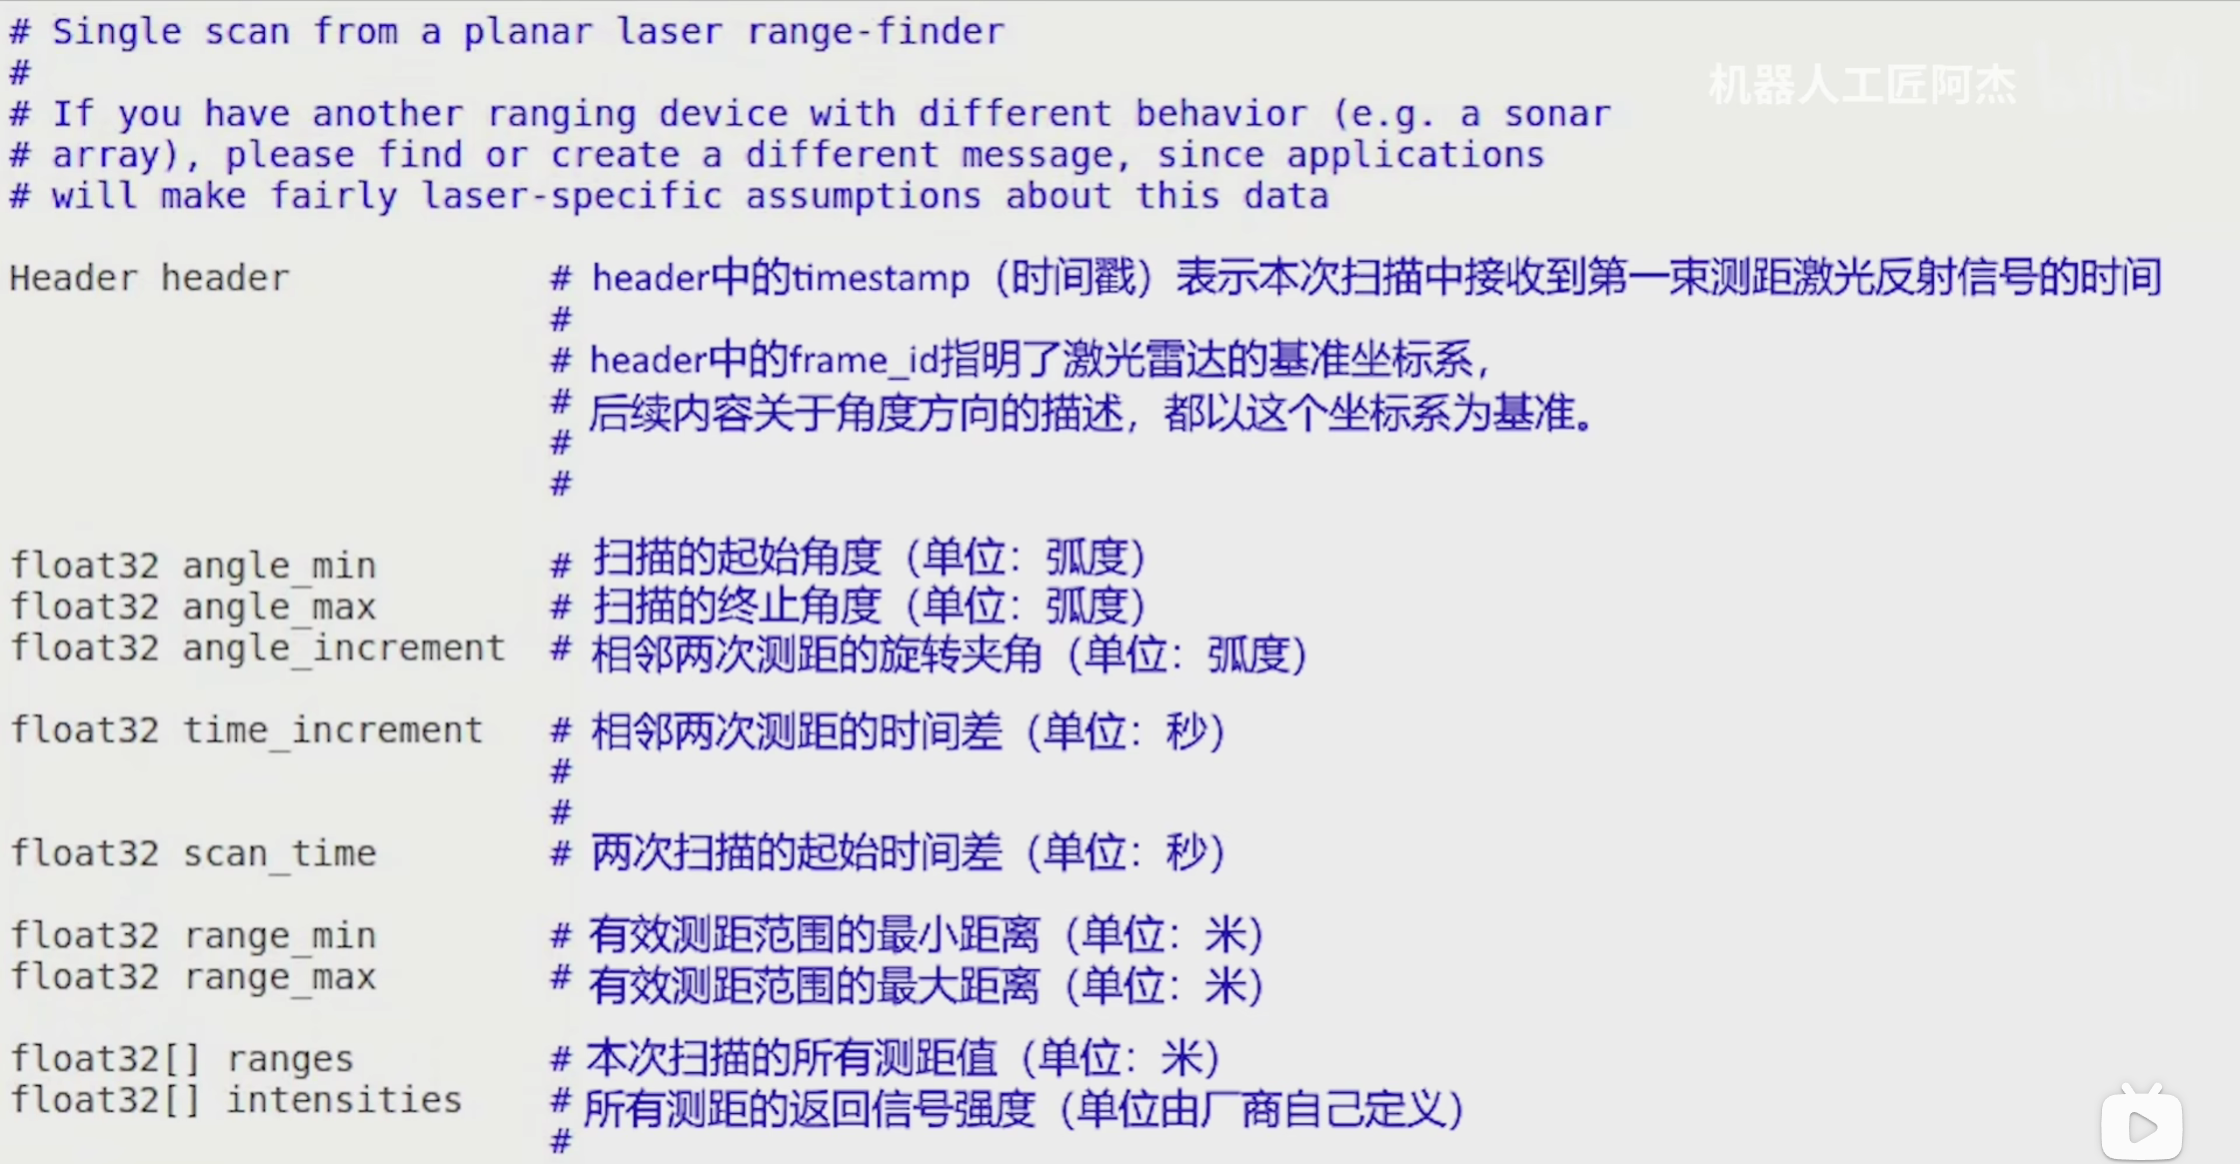 # Single scan from a planar laser range-finder
#
机器人工匠阿杰
# If you have another ranging device with different behavior (e.g. a sonar
# array), please find or create a different message, since applications
# will make fairly laser-specific assumptions about this data
Header header # header中的timestamp（时间戳）表示本次扫描中接收到第一束测距激光反射信号的时间
#
# header中的frame_id指明了激光雷达的基准坐标系，
# 后续内容关于角度方向的描述，都以这个坐标系为基准。
#
#
float32 angle_min # 扫描的起始角度（单位：弧度）
float32 angle_max # 扫描的终止角度（单位：弧度）
float32 angle_increment # 相邻两次测距的旋转夹角（单位：弧度）
float32 time_increment # 相邻两次测距的时间差（单位：秒）
#
#
float32 scan_time # 两次扫描的起始时间差（单位：秒）
float32 range_min # 有效测距范围的最小距离（单位：米）
float32 range_max # 有效测距范围的最大距离（单位：米）
float32[] ranges # 本次扫描的所有测距值（单位：米）
float32[] intensities # 所有测距的返回信号强度（单位由厂商自己定义）
#